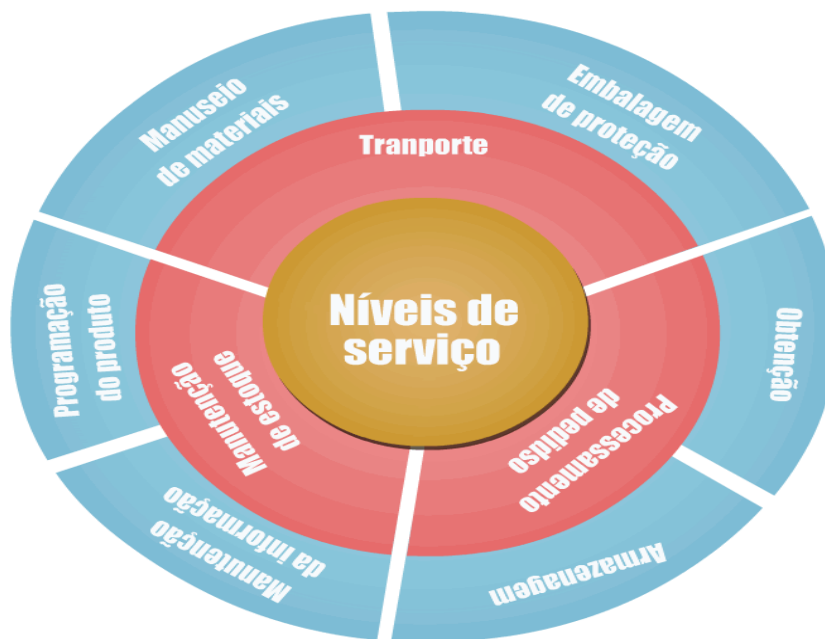 Manuseio
de materiais
Embalagem
de proteção
Tranporte
Programação
do produto
Níveis de
serviço
Obtenção
Manutenção
de estoque
Processamento
de pedidso
Manutenção
da informação
Armazenagem